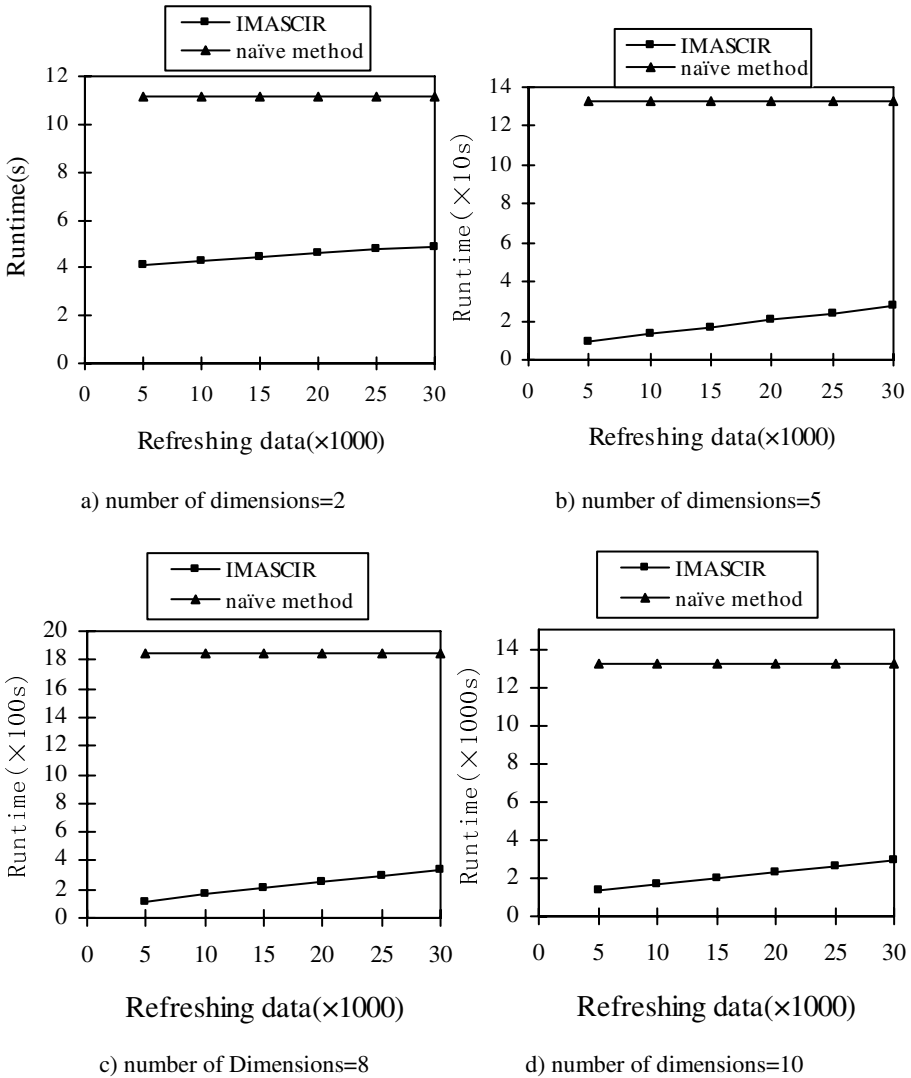 IMASCIR
naïve method
12
10
8
6
4
2
0
Runtime(s)
0 5 10 15 20 25 30
Refreshing data(×1000)
a) number of dimensions=2
IMASCIR
naïve method
14
12
10
8
6
4
2
0
Runtime(×10s)
0 5 10 15 20 25 30
Refreshing data(×1000)
b) number of dimensions=5
IMASCIR
naïve method
20
18
16
14
12
10
8
6
4
2
0
Runtime(×100s)
0 5 10 15 20 25 30
Refreshing data(×1000)
c) number of Dimensions=8
IMASCIR
naïve method
14
12
10
8
6
4
2
0
Runtime(×1000s)
0 5 10 15 20 25 30
Refreshing data(×1000)
d) number of dimensions=10